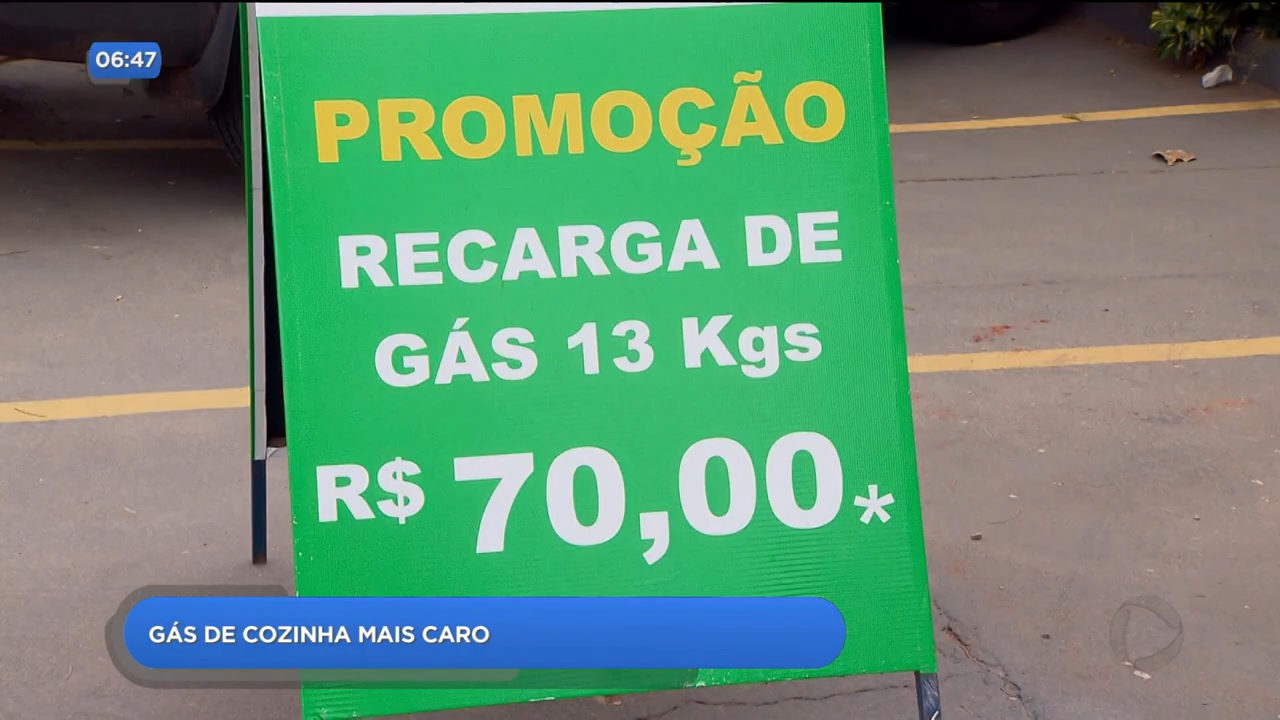 06:47
PROMOÇÃO
RECARGA DE
GÁS 13 Kgs
R$ 70,00*
GÁS DE COZINHA MAIS CARO